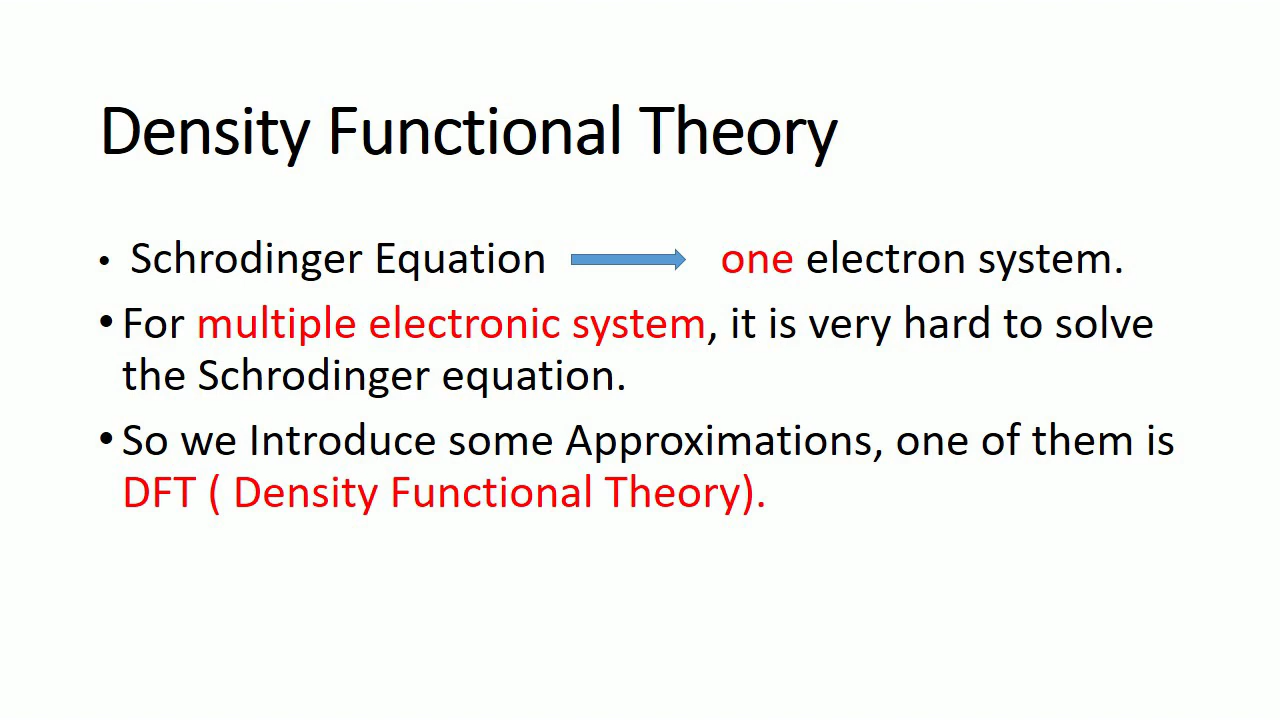 Density Functional Theory
• Schrodinger Equation one electron system.
• For multiple electronic system, it is very hard to solve
the Schrodinger equation.
• So we Introduce some Approximations, one of them is
DFT ( Density Functional Theory).